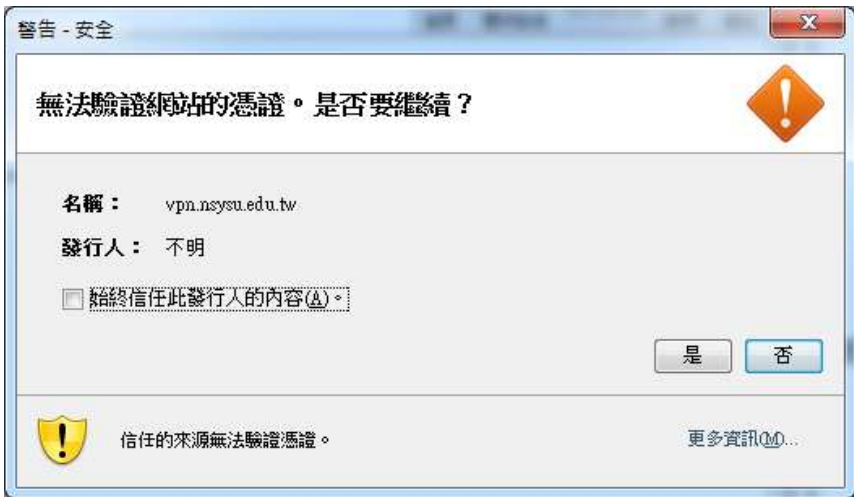 警告 - 安全
無法驗證網站的憑證。是否要繼續？
名稱： vpn.nsysu.edu.tw
發行人： 不明
始終信任此發行人的內容(A)。
是 否
信任的來源無法驗證憑證。 更多資訊(M)...